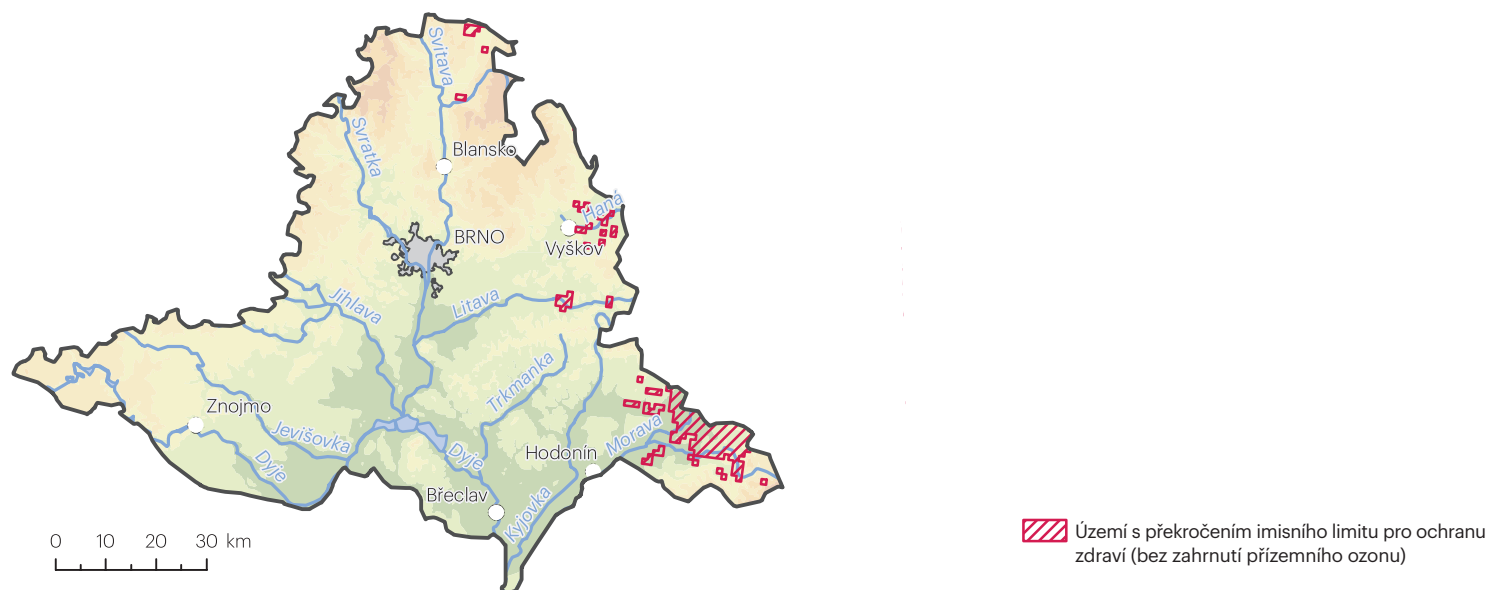 Svitava
Svratka
Blansko
Haná
BRNO
Vyškov
Jihlava
Litava
Trkmanka
Znojmo
Jevišovka
Morava
Hodonín
Dyje
Dyje
Břeclav
Kyjovka
0 10 20 30 km
Území s překročením imisního limitu pro ochranu
zdraví (bez zahrnutí přízemního ozonu)